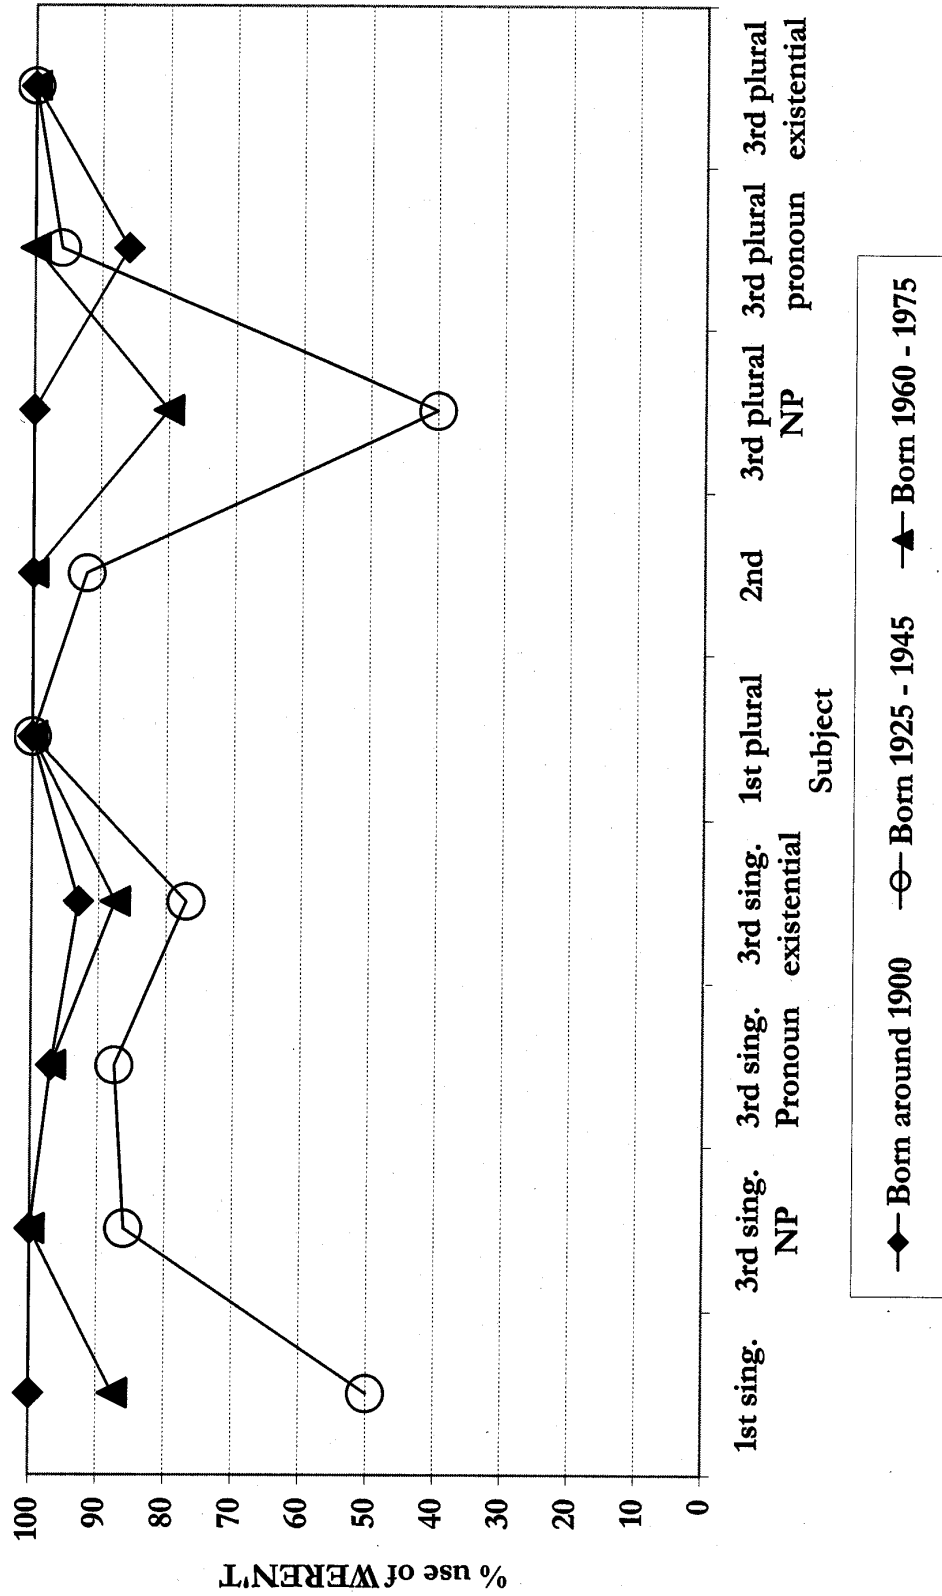 % use of WEREN'T
100
90
80
70
60
50
40
30
20
10
0
1st sing.
3rd sing.
NP
3rd sing.
Pronoun
3rd sing.
existential
1st plural
2nd
3rd plural
NP
3rd plural
pronoun
3rd plural
existential
Subject
Born around 1900
Born 1925 - 1945
Born 1960 - 1975